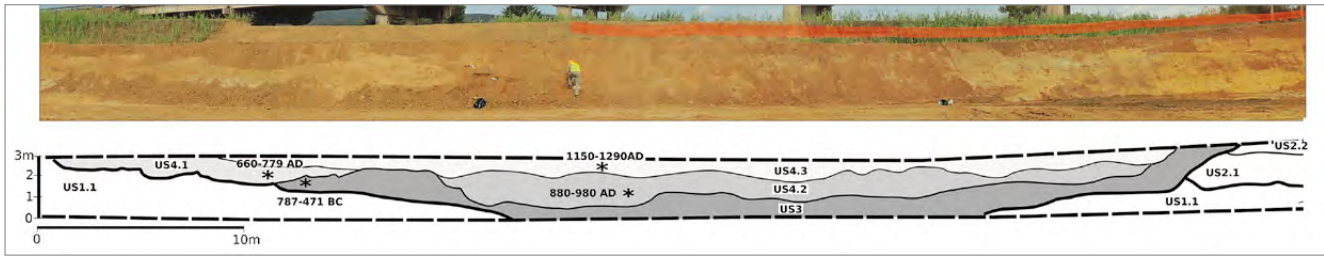 3m
2
1
0
US4.1
660-779 AD
1150-1290AD
US4.3
US2.2
US1.1
787-471 BC
880-980 AD
US4.2
US2.1
US3
US1.1
0
10m